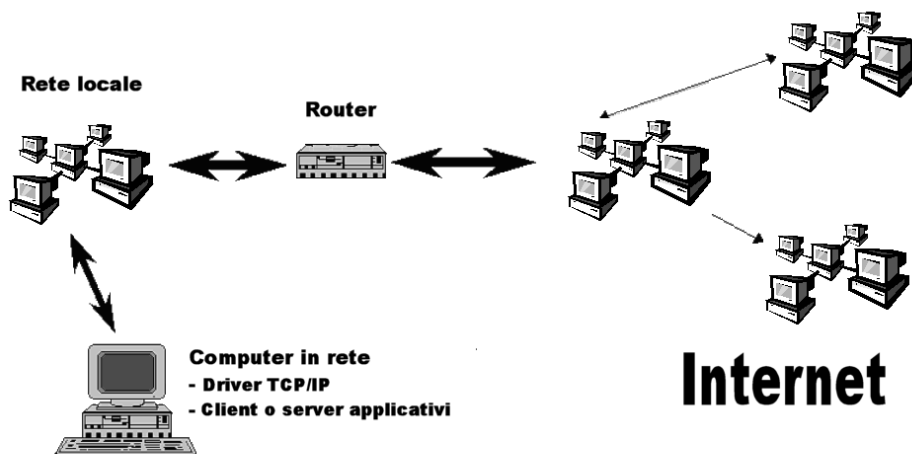 Rete locale
Router
Computer in rete
- Driver TCP/IP
- Client o server applicativi
Internet